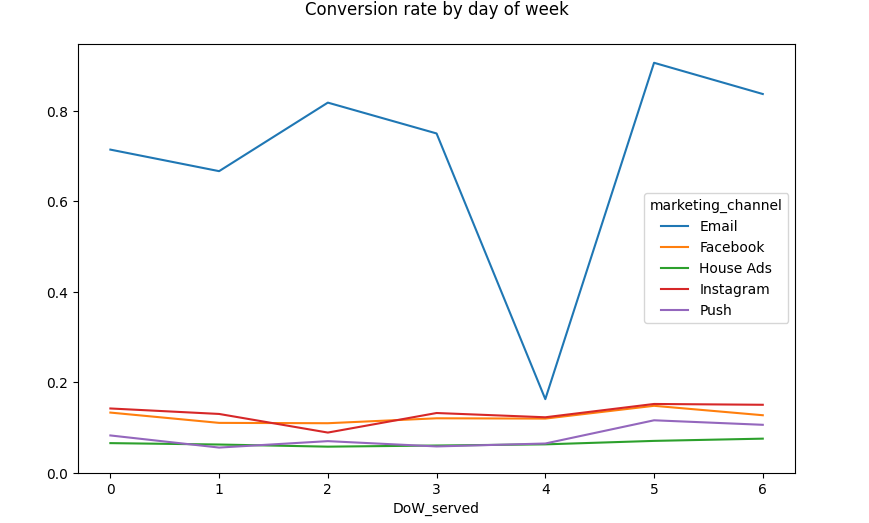 Conversion rate by day of week
0.8
0.6
0.4
0.2
0.0
marketing_channel
Email
Facebook
House Ads
Instagram
Push
0 1 2 3 4 5 6
DoW_served